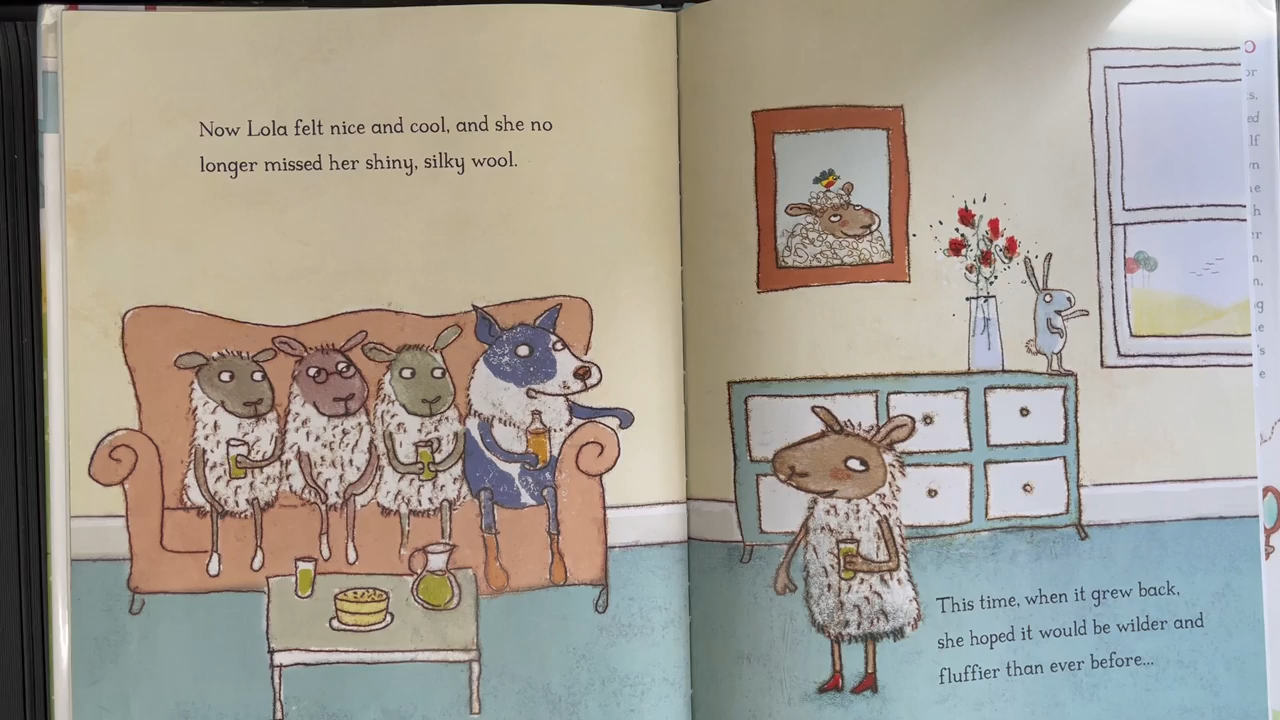 Now Lola felt nice and cool, and she no
longer missed her shiny, silky wool.
This time, when it grew back,
she hoped it would be wilder and
fluffier than ever before...